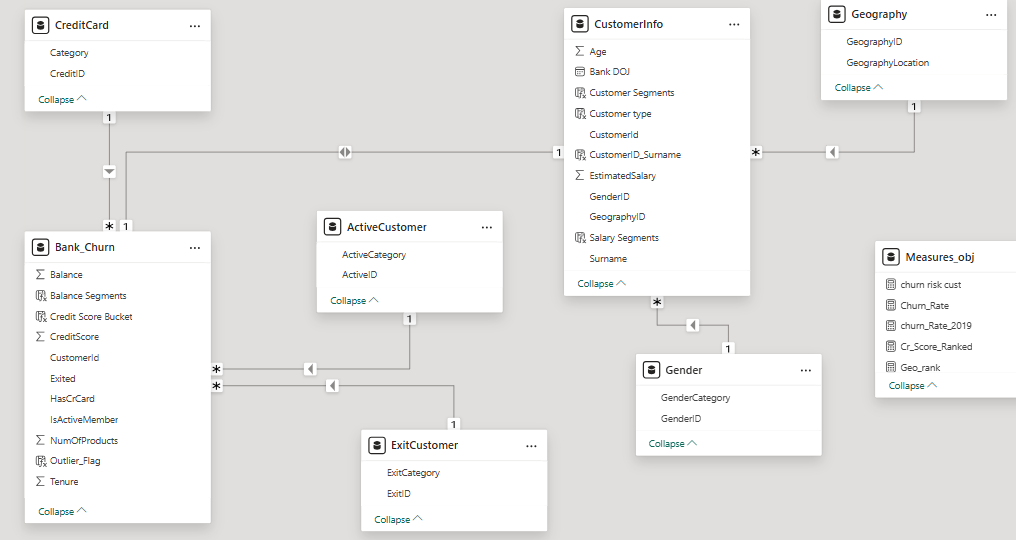 CreditCard
...
Category
CreditID
Collapse
1
*
1
CustomerInfo
...
Age
Bank DOJ
Customer Segments
Customer type
CustomerId
CustomerID_Surname
EstimatedSalary
GenderID
GeographyID
Salary Segments
Surname
Collapse
1
*
*
Geography
...
GeographyID
GeographyLocation
Collapse
1
Bank_Churn
...
Balance
Balance Segments
Credit Score Bucket
CreditScore
CustomerId
Exited
HasCrCard
IsActiveMember
NumOfProducts
Outlier_Flag
Tenure
Collapse
*
*
ActiveCustomer
...
ActiveCategory
ActiveID
Collapse
1
1
ExitCustomer
...
ExitCategory
ExitID
Collapse
1
Gender
...
GenderCategory
GenderID
Collapse
Measures_obj
churn risk cust
Churn_Rate
churn_Rate_2019
Cr_Score_Ranked
Geo_rank
Collapse